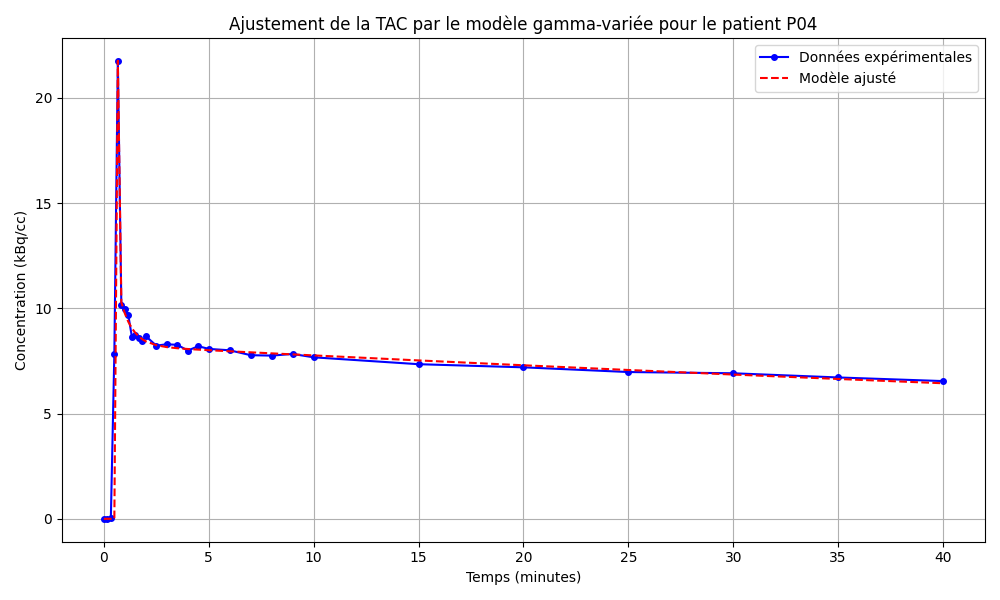 Ajustement de la TAC par le modèle gamma-variée pour le patient P04
Données expérimentales
Modèle ajusté
Concentration (kBq/cc)
20
15
10
5
0
0 5 10 15 20 25 30 35 40
Temps (minutes)